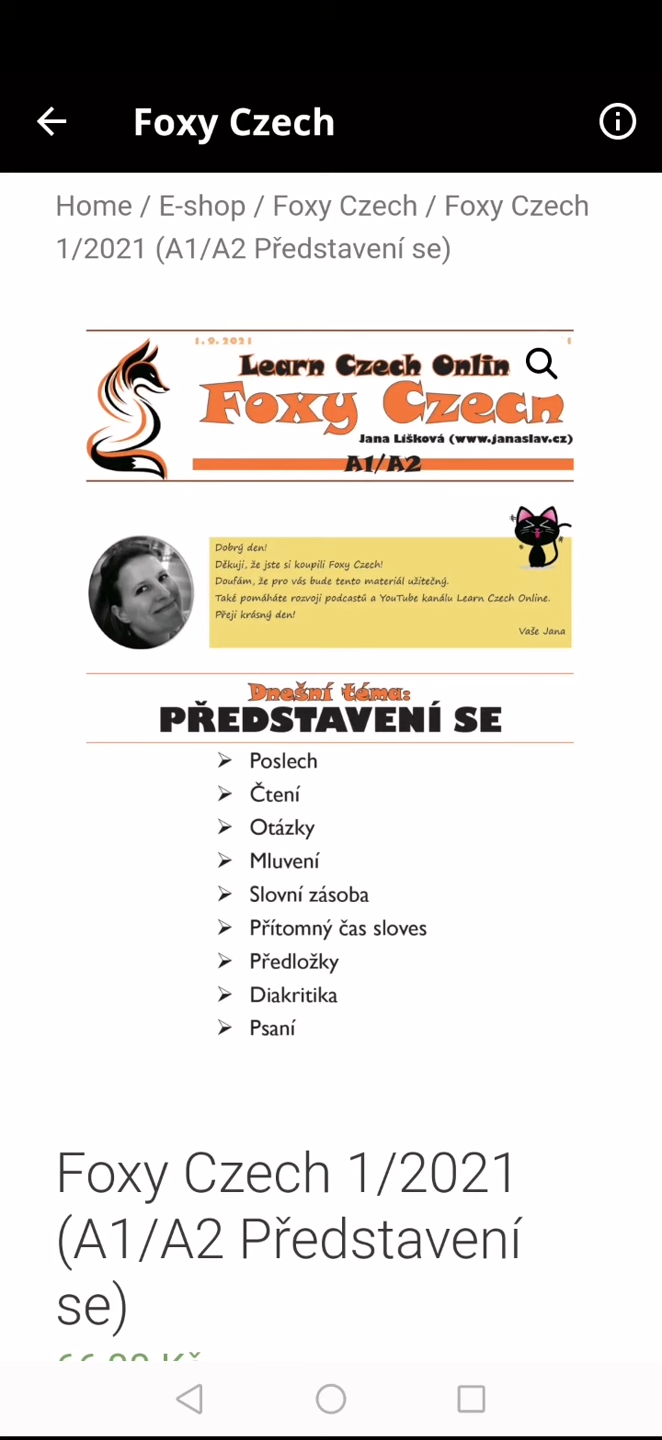 Foxy Czech
Home / E-shop / Foxy Czech / Foxy Czech
1/2021 (A1/A2 Představení se)
1.9.2021
1
Learn Czech Onlin
Foxy Czech
Jana Líšková (www.janaslav.cz)
A1/A2
Dobrý den!
Děkuji, že jste si koupili Foxy Czech!
Doufám, že pro vás bude tento materiál užitečný.
Také pomáháte rozvoji podcastů a YouTube kanálu Learn Czech Online.
Přeji krásný den!
Vaše Jana
Dnešní téma:
PŘEDSTAVENÍ SE
➢ Poslech
➢ Čtení
➢ Otázky
➢ Mluvení
➢ Slovní zásoba
➢ Přítomný čas sloves
➢ Předložky
➢ Diakritika
➢ Psaní
Foxy Czech 1/2021
(A1/A2 Představení
se)